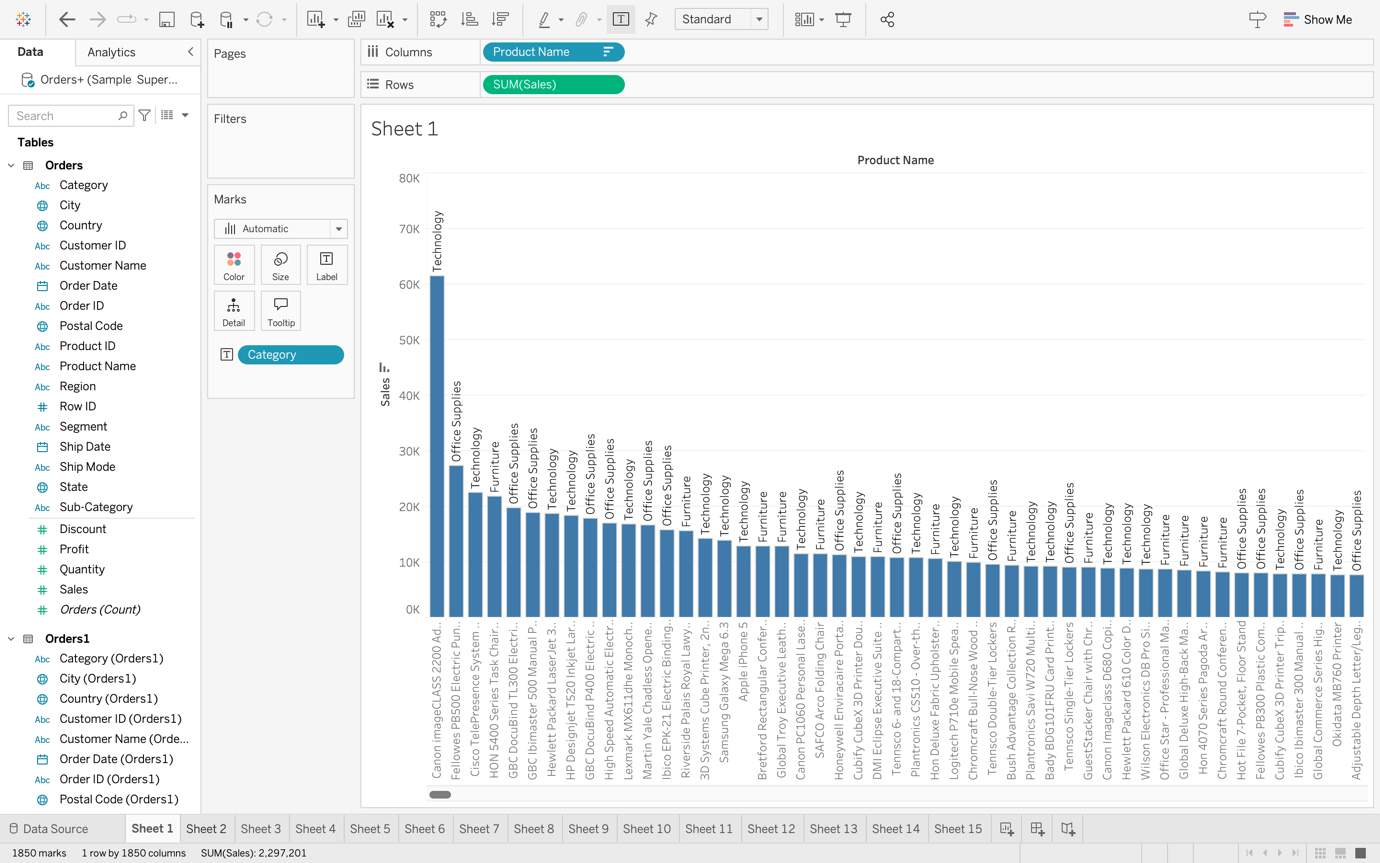 Standard
Show Me
Data
Analytics
Orders+ (Sample Super...
Search
Tables
Orders
Abc Category
City
Country
Abc Customer ID
Abc Customer Name
Order Date
Abc Order ID
Postal Code
Abc Product ID
Abc Product Name
Abc Region
Row ID
Abc Segment
Ship Date
Abc Ship Mode
State
Abc Sub-Category
Discount
Profit
Quantity
Sales
Orders (Count)
Orders1
Abc Category (Orders1)
City (Orders1)
Country (Orders1)
Abc Customer ID (Orders1)
Abc Customer Name (Orde...
Order Date (Orders1)
Abc Order ID (Orders1)
Postal Code (Orders1)
Pages
Filters
Marks
Automatic
Color
Size
Label
Detail
Tooltip
Category
Columns
Product Name
Rows
SUM(Sales)
Sheet 1
Product Name
Sales
80K
70K
60K
50K
40K
30K
20K
10K
0K
Technology
Office Supplies
Technology
Furniture
Office Supplies
Office Supplies
Technology
Technology
Office Supplies
Office Supplies
Technology
Office Supplies
Office Supplies
Furniture
Technology
Technology
Technology
Furniture
Furniture
Technology
Furniture
Office Supplies
Technology
Furniture
Office Supplies
Technology
Furniture
Technology
Furniture
Office Supplies
Furniture
Technology
Technology
Office Supplies
Furniture
Technology
Technology
Technology
Furniture
Furniture
Furniture
Furniture
Office Supplies
Office Supplies
Technology
Office Supplies
Furniture
Technology
Office Supplies
Canon imageCLASS 2200 Ad..
Fellowes PB500 Electric Pun..
Cisco TelePresence System ..
HON 5400 Series Task Chair..
GBC DocuBind TL300 Electri..
GBC Ibimaster 500 Manual P..
Hewlett Packard LaserJet 3..
HP Designjet T520 Inkjet Lar..
GBC DocuBind P400 Electric ..
High Speed Automatic Electr..
Lexmark MX611dhe Monoch..
Martin Yale Chadless Opene..
Ibico EPK-21 Electric Binding..
Riverside Palais Royal Lawy..
3D Systems Cube Printer, 2n..
Samsung Galaxy Mega 6.3
Apple iPhone 5
Bretford Rectangular Confer..
Global Troy Executive Leath..
Canon PC1060 Personal Lase..
SAFCO Arco Folding Chair
Honeywell Enviracaire Porta..
Cubify CubeX 3D Printer Dou..
DMI Eclipse Executive Suite ..
Tennsco 6- and 18-Compart..
Plantronics CS510 - Over-th..
Hon Deluxe Fabric Upholster..
Logitech P710e Mobile Spea..
Chromcraft Bull-Nose Wood ..
Tennsco Double-Tier Lockers
Bush Advantage Collection R..
Plantronics Savi W720 Multi..
Bady BDG101FRU Card Print..
Tennsco Single-Tier Lockers
GuestStacker Chair with Chr..
Canon Imageclass D680 Copi..
Hewlett Packard 610 Color D..
Wilson Electronics DB Pro Si..
Office Star - Professional Ma..
Global Deluxe High-Back Ma..
Hon 4070 Series Pagoda Ar..
Chromcraft Round Conferen..
Hot File 7-Pocket, Floor Stand
Fellowes PB300 Plastic Com..
Cubify CubeX 3D Printer Trip..
Ibico Ibimaster 300 Manual ..
Global Commerce Series Hig..
Okidata MB760 Printer
Adjustable Depth Letter/Leg..
Data Source
Sheet 1
Sheet 2
Sheet 3
Sheet 4
Sheet 5
Sheet 6
Sheet 7
Sheet 8
Sheet 9
Sheet 10
Sheet 11
Sheet 12
Sheet 13
Sheet 14
Sheet 15
1850 marks
1 row by 1850 columns
SUM(Sales): 2,297,201